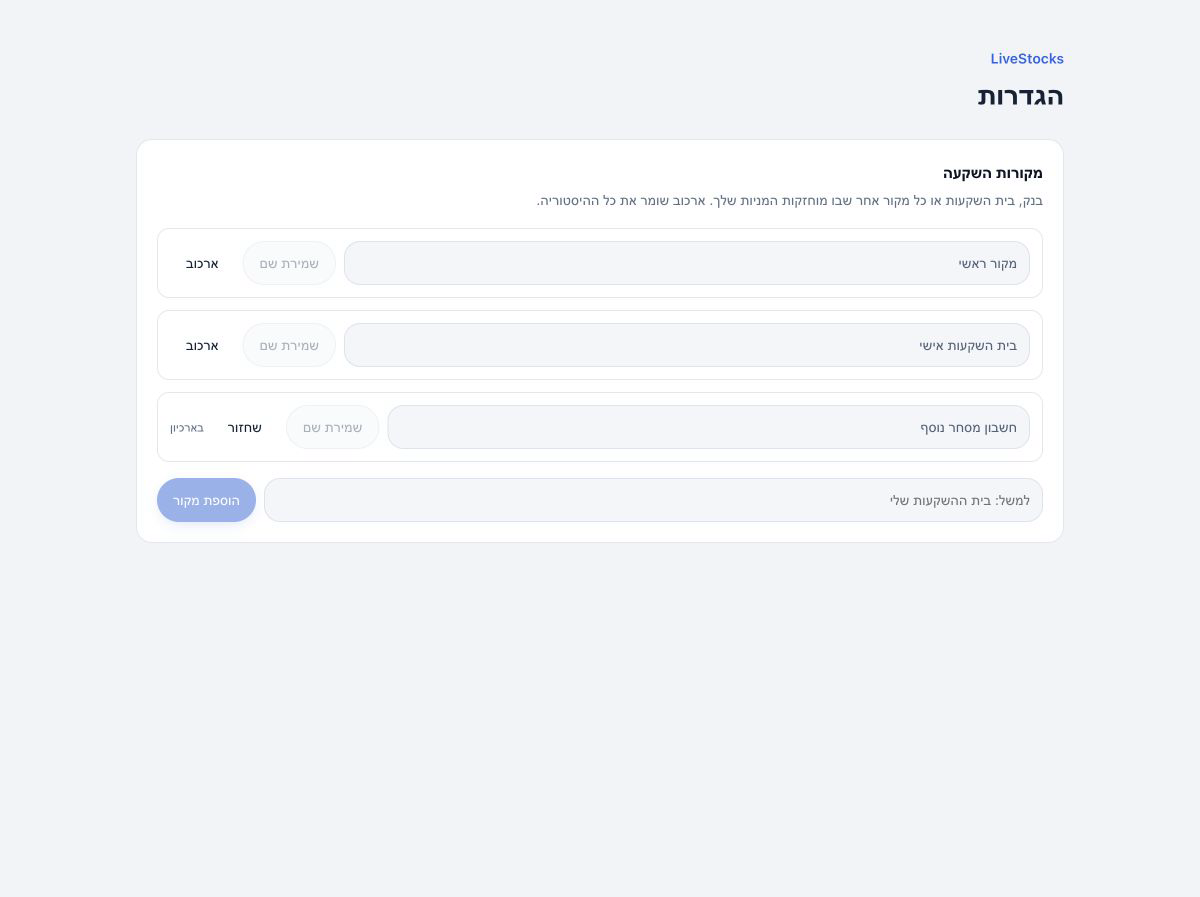 LiveStocks
הגדרות
מקורות השקעה
בנק, בית השקעות או כל מקור אחר שבו מוחזקות המניות שלך. ארכוב שומר את כל ההיסטוריה.
מקור ראשי שמירת שם ארכוב
בית השקעות אישי שמירת שם ארכוב
חשבון מסחר נוסף שמירת שם שחזור בארכיון
למשל: בית ההשקעות שלי הוספת מקור